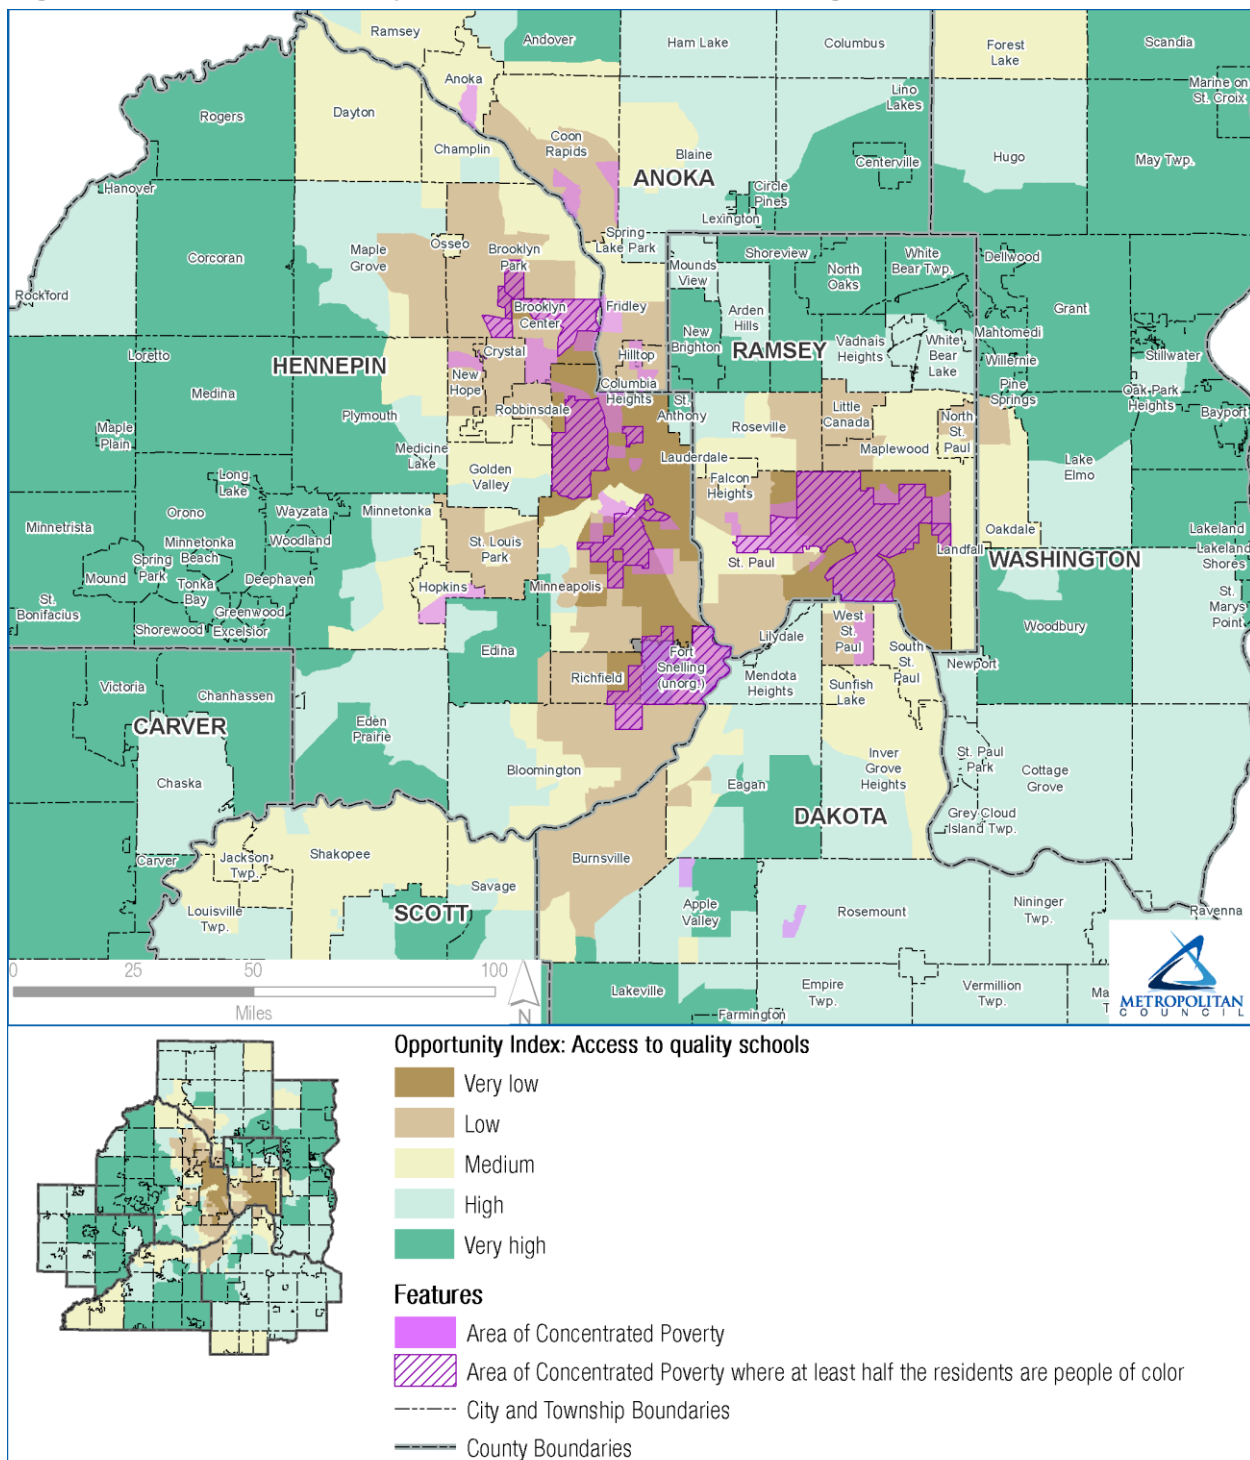 Ramsey
Andover
Ham Lake
Columbus
Forest
Lake
Scandia
Anoka
Marine on
St. Croix
Rogers
Dayton
Lino
Lakes
Champlin
Coon
Rapids
Blaine
Hugo
May Twp.
Centerville
ANOKA
Hanover
Circle
Pines
Lexington
Osseo
Maple
Grove
Brooklyn
Park
Spring
Lake Park
Shoreview
White
Bear Twp.
Dellwood
Corcoran
Mounds
View
North
Oaks
Rockford
Brooklyn
Center
Fridley
Arden
Hills
Grant
New
Brighton
RAMSEY
Vadnais
Heights
White
Bear
Lake
Mahtomedi
Willernie
Stillwater
Loretto
HENNEPIN
Crystal
Hilltop
New
Hope
Columbia
Heights
Pine
Springs
Oak Park
Heights
Medina
Robbinsdale
St.
Anthony
Little
Canada
North
St.
Paul
Bayport
Plymouth
Roseville
Maple
Plain
Medicine
Lake
Lauderdale
Maplewood
Long
Lake
Golden
Valley
Falcon
Heights
Lake
Elmo
Orono
Wayzata
Minnetonka
Minnetrista
Minnetonka
Beach
Woodland
St. Louis
Park
Oakdale
Lakeland
Landfall
WASHINGTON
Lakeland
Shores
Spring
Park
Mound
Tonka
Bay
Deephaven
Hopkins
Minneapolis
St. Paul
St.
Bonifacius
Greenwood
Shorewood
Excelsior
St.
Marys
Point
Woodbury
Edina
Lilydale
West
St.
Paul
South
St.
Paul
Newport
Fort
Snelling
(unorg.)
Richfield
Mendota
Heights
Sunfish
Lake
Victoria
Chanhassen
CARVER
Eden
Prairie
Bloomington
Chaska
Eagan
Inver
Grove
Heights
St. Paul
Park
Cottage
Grove
DAKOTA
Grey Cloud
Island Twp.
Carver
Jackson
Twp.
Shakopee
Burnsville
Savage
Louisville
Twp.
SCOTT
Apple
Valley
Rosemount
Nininger
Twp.
Ravenna
0 25 50 100
Miles
N
Lakeville
Farmington
Empire
Twp.
Vermillion
Twp.
Ma
T
METROPOLITAN
COUNCIL
Opportunity Index: Access to quality schools
Very low
Low
Medium
High
Very high
Features
Area of Concentrated Poverty
Area of Concentrated Poverty where at least half the residents are people of color
City and Township Boundaries
County Boundaries